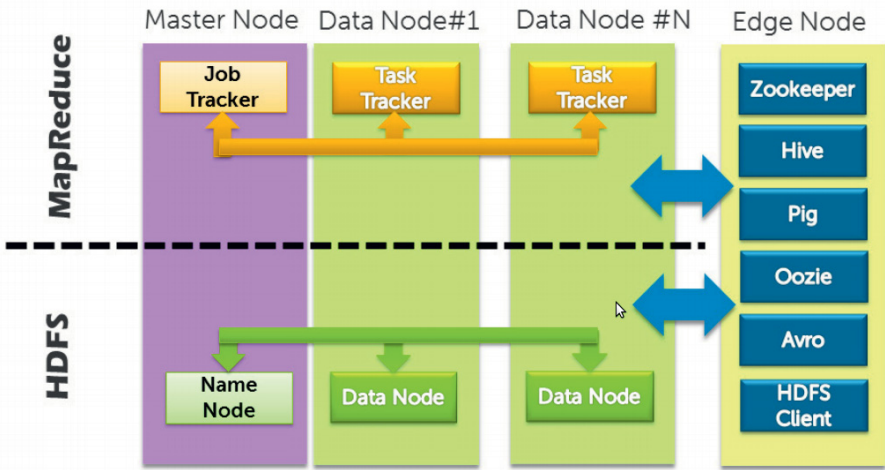 Master Node
Data Node#1
Data Node #N
Edge Node
MapReduce
Job
Tracker
Task
Tracker
Task
Tracker
Zookeeper
Hive
Pig
Oozie
Avro
HDFS
Client
HDFS
Name
Node
Data Node
Data Node